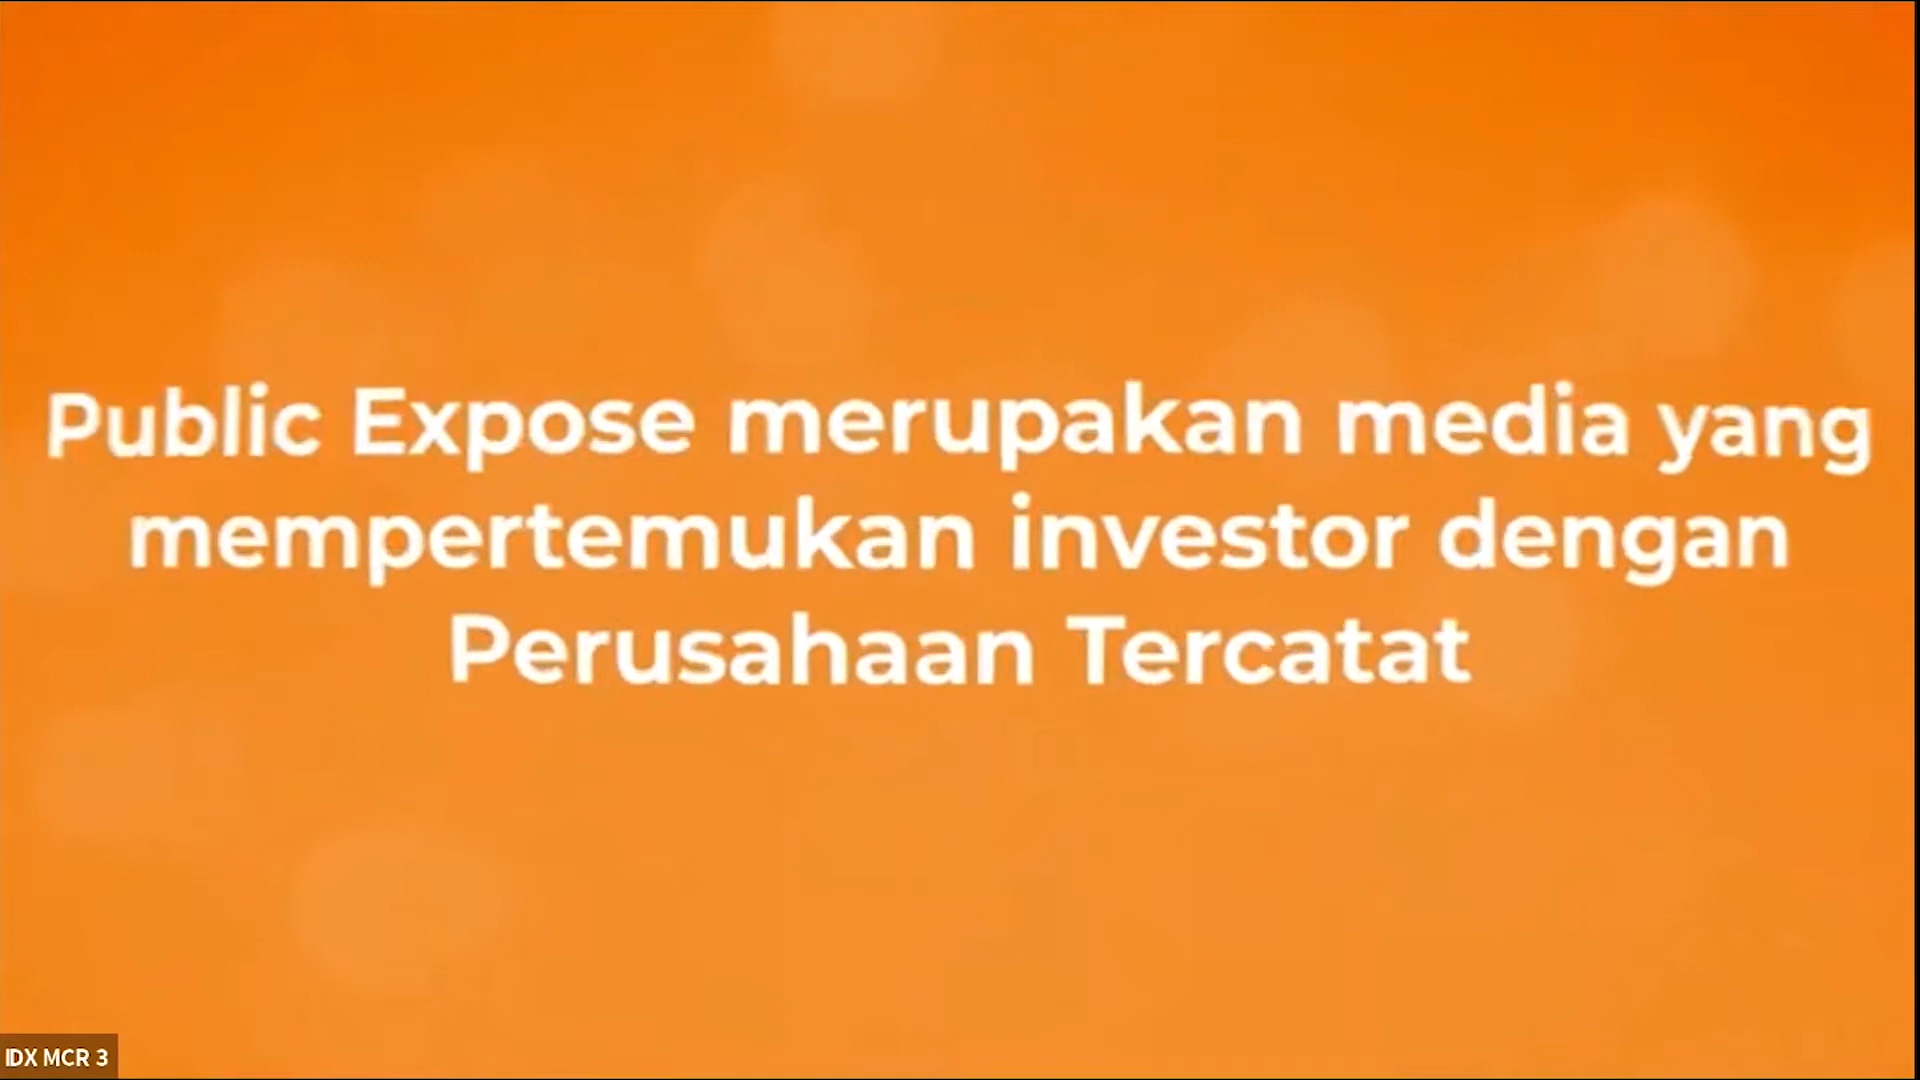 Public Expose merupakan media yang
mempertemukan investor dengan
Perusahaan Tercatat
IDX MCR 3